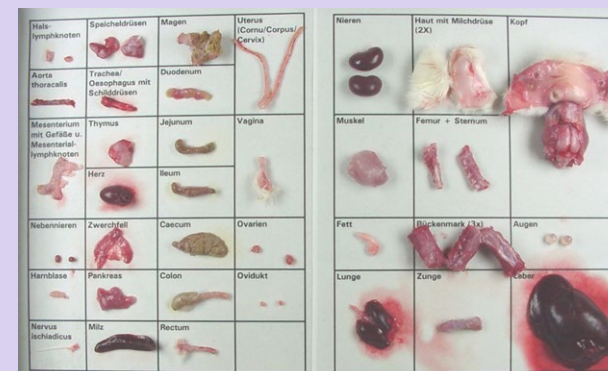 Hals-
lymphknoten
Speicheldrüsen
Magen
Uterus
(Cornu/Corpus/
Cervix)
Aorta
thoracalis
Trachea/
Oesophagus mit
Schilddrüsen
Duodenum
Mesenterium
mit Gefäße u.
Mesenterial-
lymphknoten
Thymus
Jejunum
Vagina
Herz
Ileum
Nebennieren
Zwerchfell
Caecum
Ovarien
Harnblase
Pankreas
Colon
Ovidukt
Nervus
ischiadicus
Milz
Rectum
Nieren
Haut mit Milchdrüse
(2X)
Kopf
Muskel
Femur + Sternum
Fett
Rückenmark (3x)
Augen
Lunge
Zunge
Leber